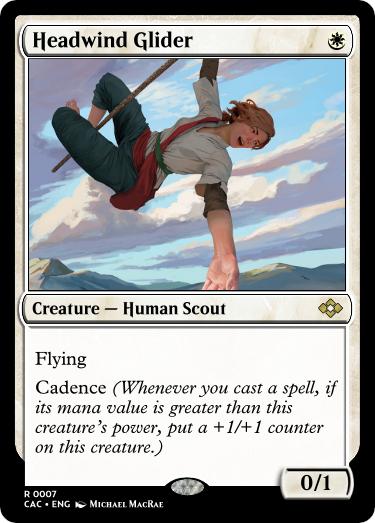 Headwind Glider
Creature — Human Scout
Flying
Cadence (Whenever you cast a spell, if
its mana value is greater than this
creature's power, put a +1/+1 counter
on this creature.)
0/1
R 0007
CAC • ENG Michael MacRae